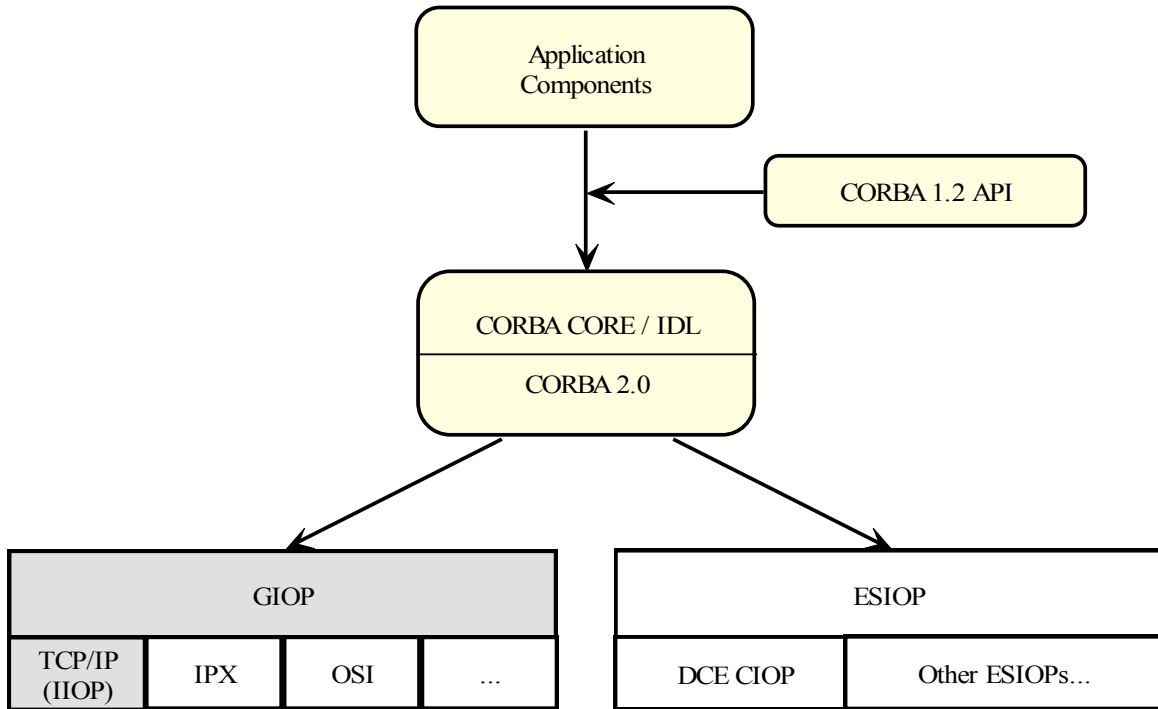 Application
Components
CORBA 1.2 API
CORBA CORE / IDL
CORBA 2.0
GIOP
ESIOP
TCP/IP
(IIOP)
IPX
OSI
...
DCE CIOP
Other ESIOPs...